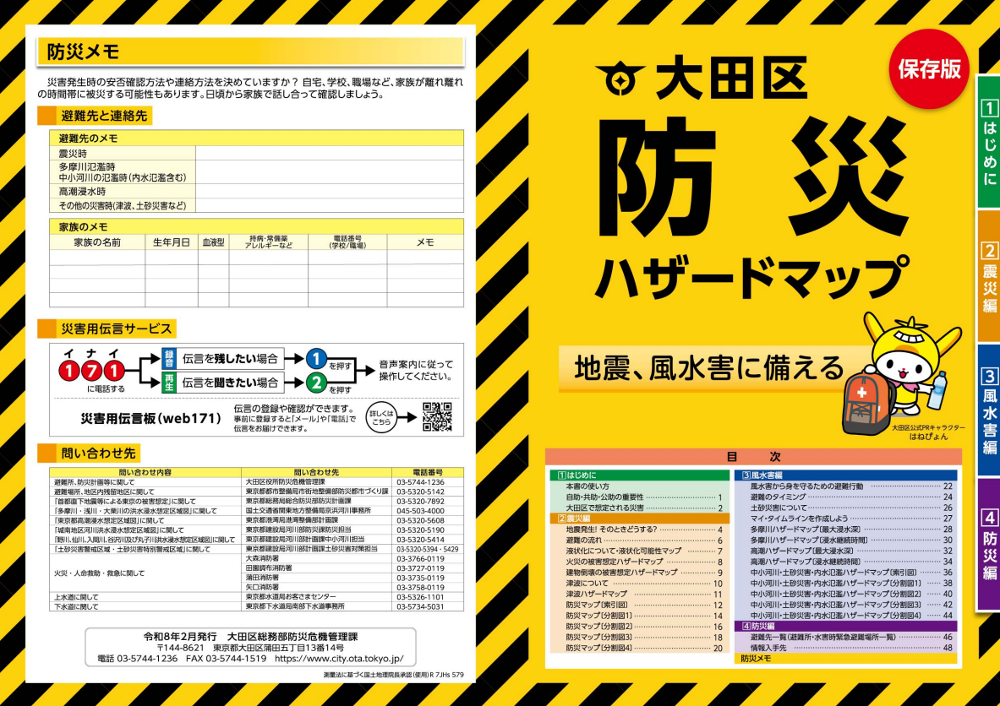 防災メモ
災害発生時の安否確認方法や連絡方法を決めていますか? 自宅、学校、職場など、家族が離れ離れ
の時間帯に被災する可能性もあります。日頃から家族で話し合って確認しましょう。
避難先と連絡先
避難先のメモ
震災時
多摩川氾濫時
中小河川の氾濫時(内水氾濫含む)
高潮浸水時
その他の災害時(津波、土砂災害など)
家族のメモ
家族の名前 生年月日 血液型 持病・常備薬 アレルギーなど 電話番号 (学校/職場) メモ
災害用伝言サービス
イ ナ イ
171
に電話する
録音 伝言を残したい場合 1 を押す
再生 伝言を聞きたい場合 2 を押す
音声案内に従って
操作してください。
災害用伝言板(web171)
伝言の登録や確認ができます。
事前に登録すると「メール」や「電話」で
伝言をお届けできます。
詳しくは
こちら
問い合わせ先
問い合わせ内容 問い合わせ先 電話番号
避難所、防災計画等に関して 大田区役所防災危機管理課 03-5744-1236
避難場所、地区内残留地区に関して 東京都都市整備局市街地整備部防災都市づくり課 03-5320-5142
「首都直下地震等による東京の被害想定」に関して 東京都総務局総合防災部防災計画課 03-5320-7892
「多摩川・浅川・大栗川の洪水浸水想定区域図」に関して 国土交通省関東地方整備局京浜河川事務所 045-503-4000
「東京都高潮浸水想定区域図」に関して 東京都港湾局港湾整備部計画課 03-5320-5608
「城南地区河川洪水浸水想定区域図」に関して 東京都建設局河川部防災課防災担当 03-5320-5190
「野川、仙川、入間川、谷沢川及び丸子川洪水浸水想定区域図」に関して 東京都建設局河川部計画課中小河川担当 03-5320-5414
「土砂災害警戒区域・土砂災害特別警戒区域」に関して 東京都建設局河川部計画課土砂災害対策担当 03-5320-5394・5429
火災・人命救助・救急に関して 大森消防署 03-3766-0119
田園調布消防署 03-3727-0119
蒲田消防署 03-3735-0119
矢口消防署 03-3758-0119
上水道に関して 東京都水道局お客さまセンター 03-5326-1101
下水道に関して 東京都下水道局南部下水道事務所 03-5734-5031
令和8年2月発行 大田区総務部防災危機管理課
〒144-8621 東京都大田区蒲田五丁目13番14号
電話 03-5744-1236 FAX 03-5744-1519 https://www.city.ota.tokyo.jp/
測量法に基づく国土地理院長承認(使用)R 7JHs 579
大田区
保存版
防災
ハザードマップ
地震、風水害に備える
大田区公式PRキャラクター
はねぴょん
目 次
1はじめに
本書の使い方
自助・共助・公助の重要性 1
大田区で想定される災害 2
2震災編
地震発生! そのときどうする? 4
避難の流れ 6
液状化について・液状化可能性マップ 7
火災の被害想定ハザードマップ 8
建物倒壊の被害想定ハザードマップ 9
津波について 10
津波ハザードマップ 11
防災マップ[索引図] 12
防災マップ[分割図1] 14
防災マップ[分割図2] 16
防災マップ[分割図3] 18
防災マップ[分割図4] 20
3風水害編
風水害から身を守るための避難行動 22
避難のタイミング 24
土砂災害について 26
マイ・タイムラインを作成しよう 27
多摩川ハザードマップ[最大浸水深] 28
多摩川ハザードマップ[浸水継続時間] 30
高潮ハザードマップ[最大浸水深] 32
高潮ハザードマップ[浸水継続時間] 34
中小河川・土砂災害・内水氾濫ハザードマップ[索引図] 36
中小河川・土砂災害・内水氾濫ハザードマップ[分割図1] 38
中小河川・土砂災害・内水氾濫ハザードマップ[分割図2] 40
中小河川・土砂災害・内水氾濫ハザードマップ[分割図3] 42
中小河川・土砂災害・内水氾濫ハザードマップ[分割図4] 44
4防災編
避難先一覧(避難所・水害時緊急避難場所一覧) 46
情報入手先 48
防災メモ
1はじめに
2震災編
3風水害編
4防災編